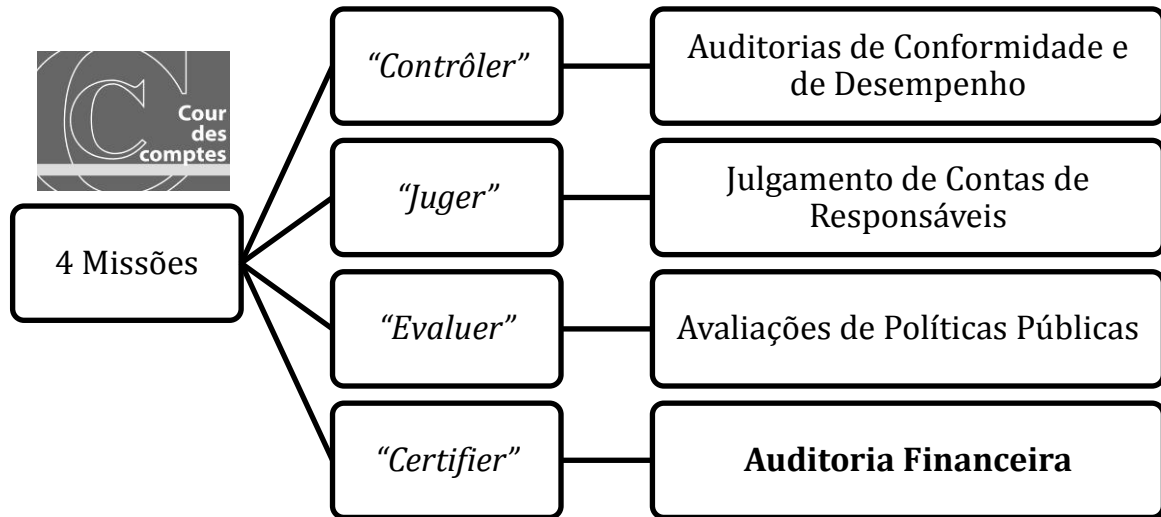 Cour
des
comptes
4 Missões
“Contrôler”
Auditorias de Conformidade e
de Desempenho
“Juger”
Julgamento de Contas de
Responsáveis
“Evaluer”
Avaliações de Políticas Públicas
“Certifier”
Auditoria Financeira